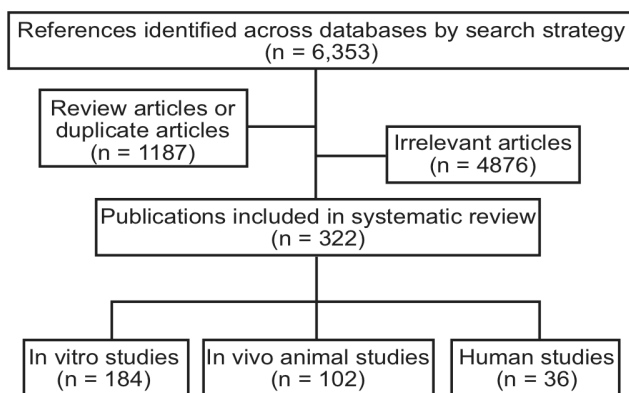 References identified across databases by search strategy
(n = 6,353)
Review articles or
duplicate articles
(n = 1187)
Irrelevant articles
(n = 4876)
Publications included in systematic review
(n = 322)
In vitro studies
(n = 184)
In vivo animal studies
(n = 102)
Human studies
(n = 36)